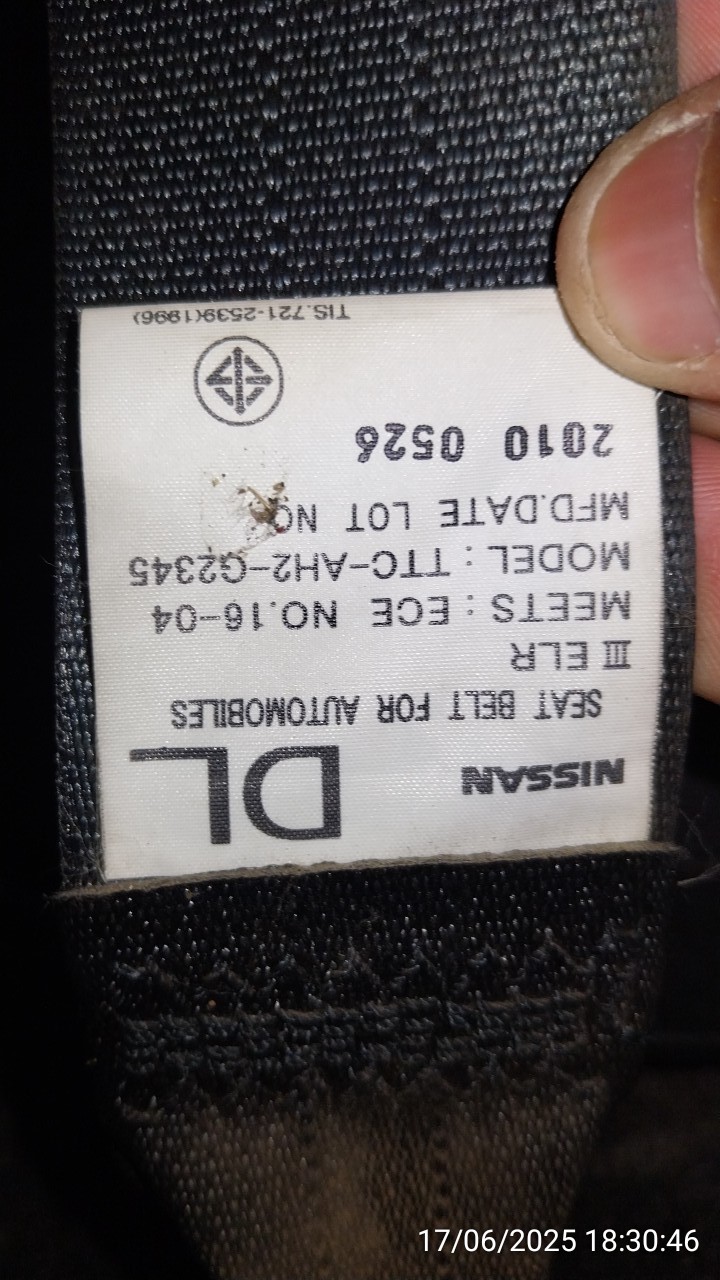 NISSAN DL
SEAT BELT FOR AUTOMOBILES
III ELR
MEETS : ECE NO.16-04
MODEL : TTC-AH2-G2345
MFD.DATE LOT NO
2010 0526
TIS.721-2539(1996)
17/06/2025 18:30:46